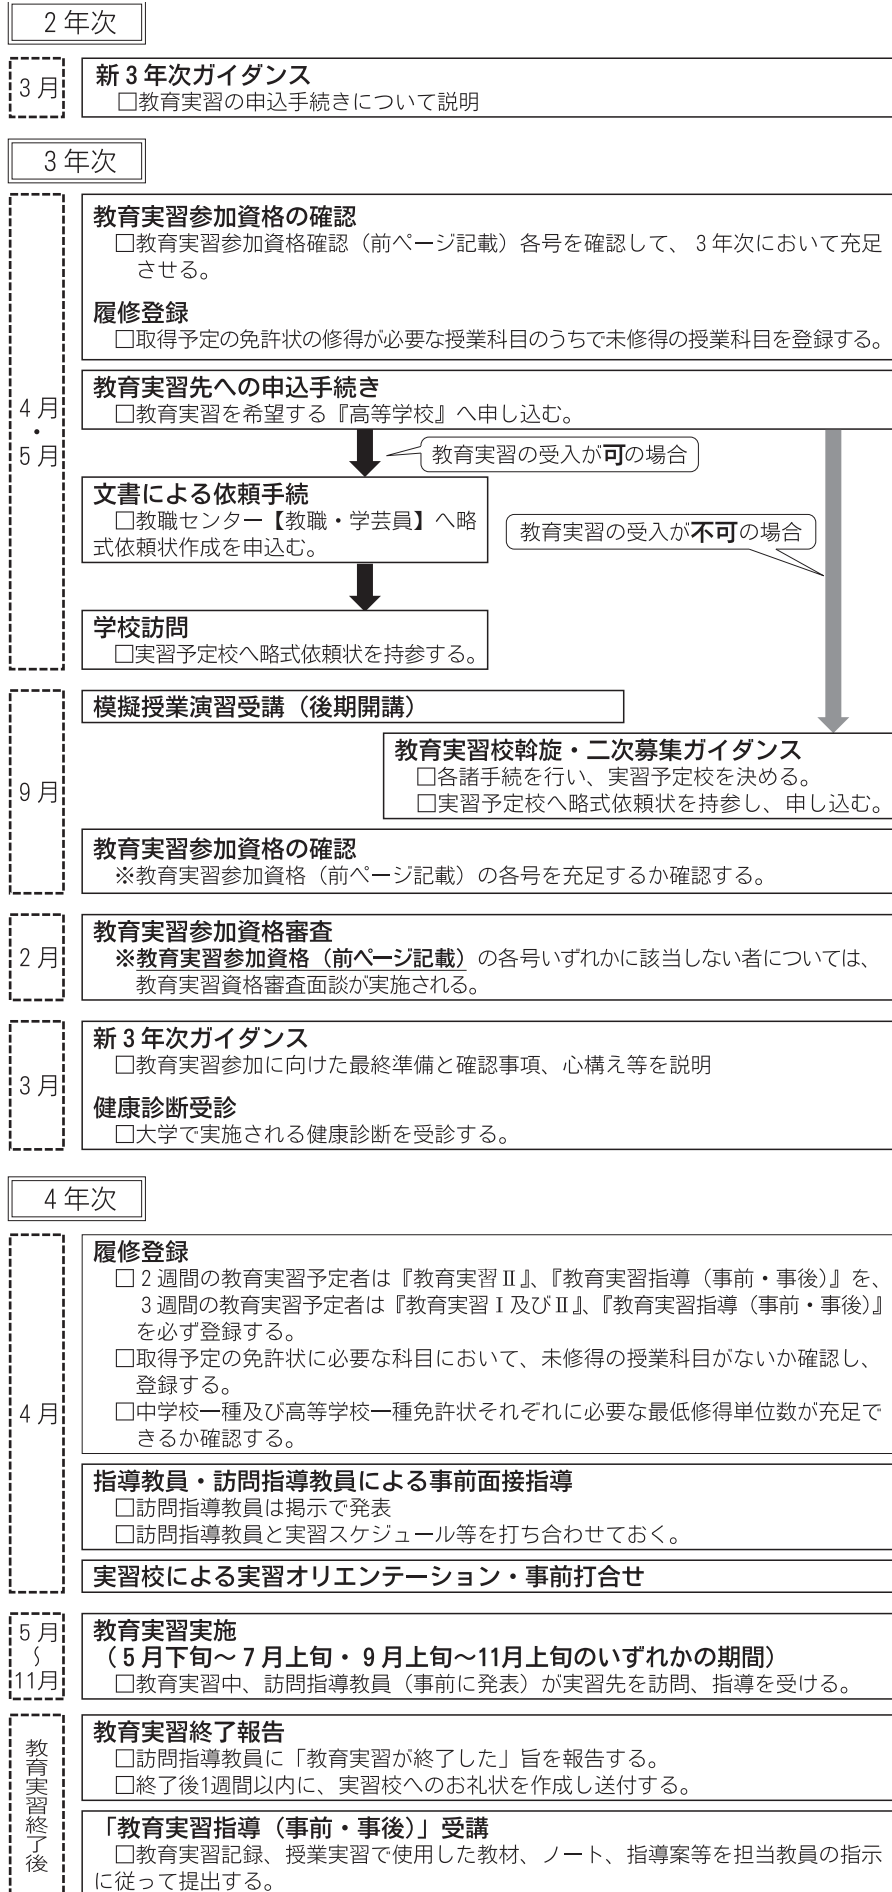 2年次
3月
新3年次ガイダンス
□教育実習の申込手続きについて説明
3年次
4月・5月
教育実習参加資格の確認
□教育実習参加資格確認（前ページ記載）各号を確認して、3年次において充足
させる。
履修登録
□取得予定の免許状の修得が必要な授業科目のうちで未修得の授業科目を登録する。
教育実習先への申込手続き
□教育実習を希望する『高等学校』へ申し込む。
教育実習の受入が可の場合
文書による依頼手続
□教職センター【教職・学芸員】へ略
式依頼状作成を申込む。
教育実習の受入が不可の場合
学校訪問
□実習予定校へ略式依頼状を持参する。
9月
模擬授業演習受講（後期開講）
教育実習校斡旋・二次募集ガイダンス
□各諸手続を行い、実習予定校を決める。
□実習予定校へ略式依頼状を持参し、申し込む。
教育実習参加資格の確認
※教育実習参加資格（前ページ記載）の各号を充足するか確認する。
2月
教育実習参加資格審査
※教育実習参加資格（前ページ記載）の各号いずれかに該当しない者については、
教育実習資格審査面談が実施される。
3月
新3年次ガイダンス
□教育実習参加に向けた最終準備と確認事項、心構え等を説明
健康診断受診
□大学で実施される健康診断を受診する。
4年次
4月
履修登録
□2週間の教育実習予定者は『教育実習Ⅱ』、『教育実習指導（事前・事後）』を、
3週間の教育実習予定者は『教育実習Ⅰ及びⅡ』、『教育実習指導（事前・事後）』
を必ず登録する。
□取得予定の免許状に必要な科目において、未修得の授業科目がないか確認し、
登録する。
□中学校一種及び高等学校一種免許状それぞれに必要な最低修得単位数が充足で
きるか確認する。
指導教員・訪問指導教員による事前面接指導
□訪問指導教員は掲示で発表
□訪問指導教員と実習スケジュール等を打ち合わせておく。
実習校による実習オリエンテーション・事前打合せ
5月〜11月
教育実習実施
（5月下旬〜7月上旬・9月上旬〜11月上旬のいずれかの期間）
□教育実習中、訪問指導教員（事前に発表）が実習先を訪問、指導を受ける。
教育実習終了後
教育実習終了報告
□訪問指導教員に「教育実習が終了した」旨を報告する。
□終了後1週間以内に、実習校へのお礼状を作成し送付する。
「教育実習指導（事前・事後）」受講
□教育実習記録、授業実習で使用した教材、ノート、指導案等を担当教員の指示
に従って提出する。